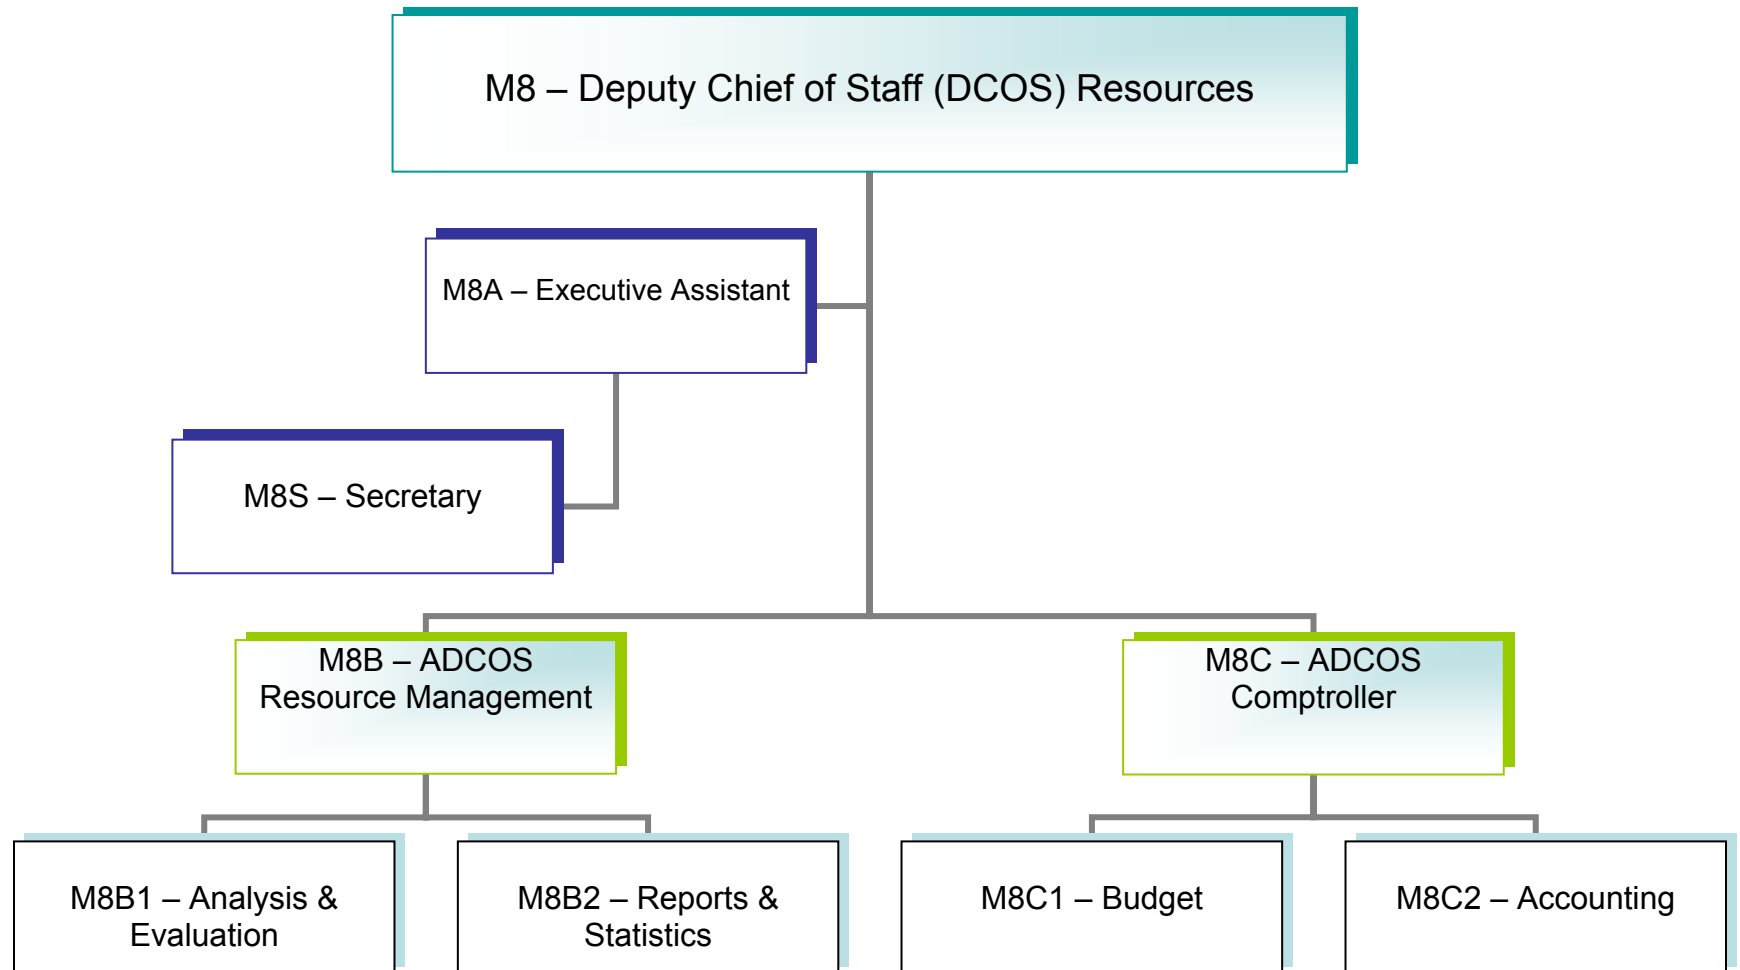 M8 – Deputy Chief of Staff (DCOS) Resources
M8A – Executive Assistant
M8S – Secretary
M8B – ADCOS
Resource Management
M8C – ADCOS
Comptroller
M8B1 – Analysis &
Evaluation
M8B2 – Reports &
Statistics
M8C1 – Budget
M8C2 – Accounting